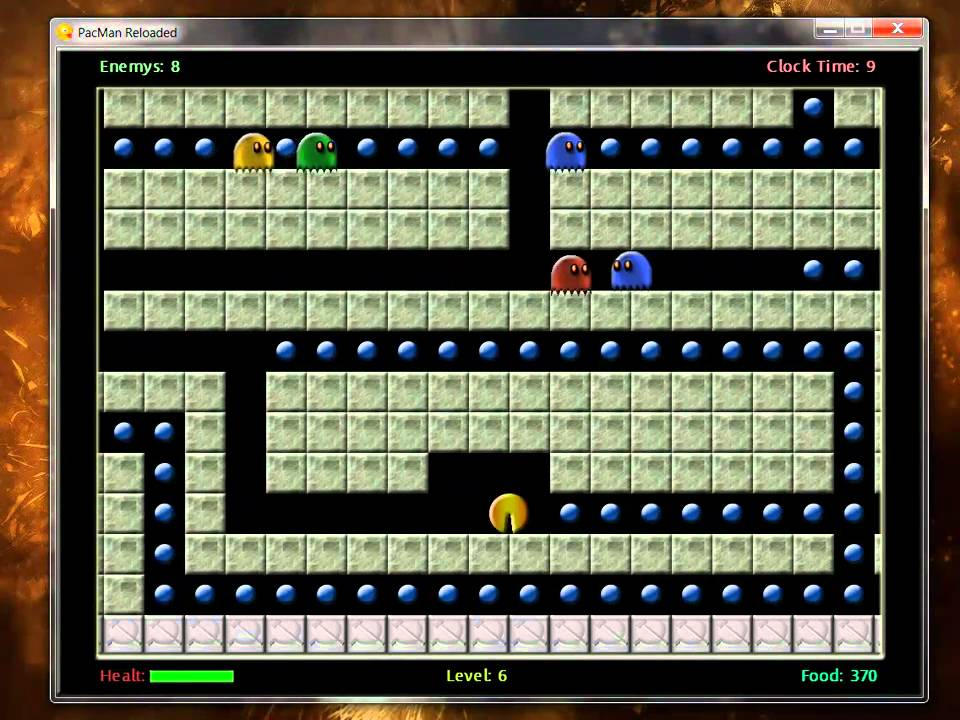 PacMan Reloaded
Enemys: 8
Clock Time: 9
Healt:
Level: 6
Food: 370